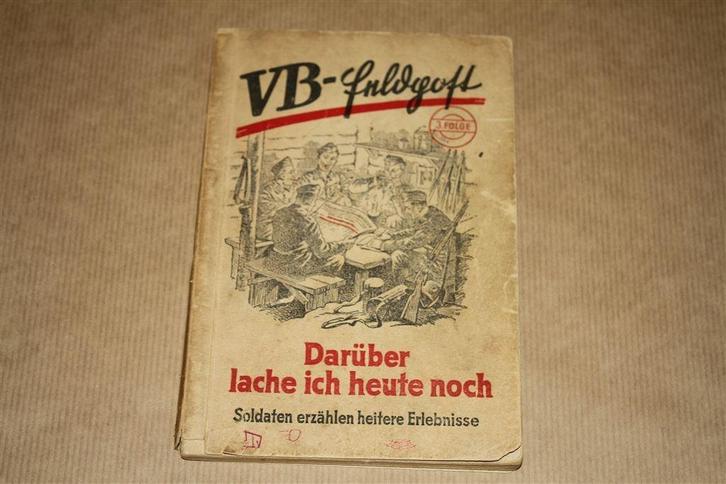 VB-Feldpost
3. FOLGE
Darüber
lache ich heute noch
Soldaten erzählen heitere Erlebnisse